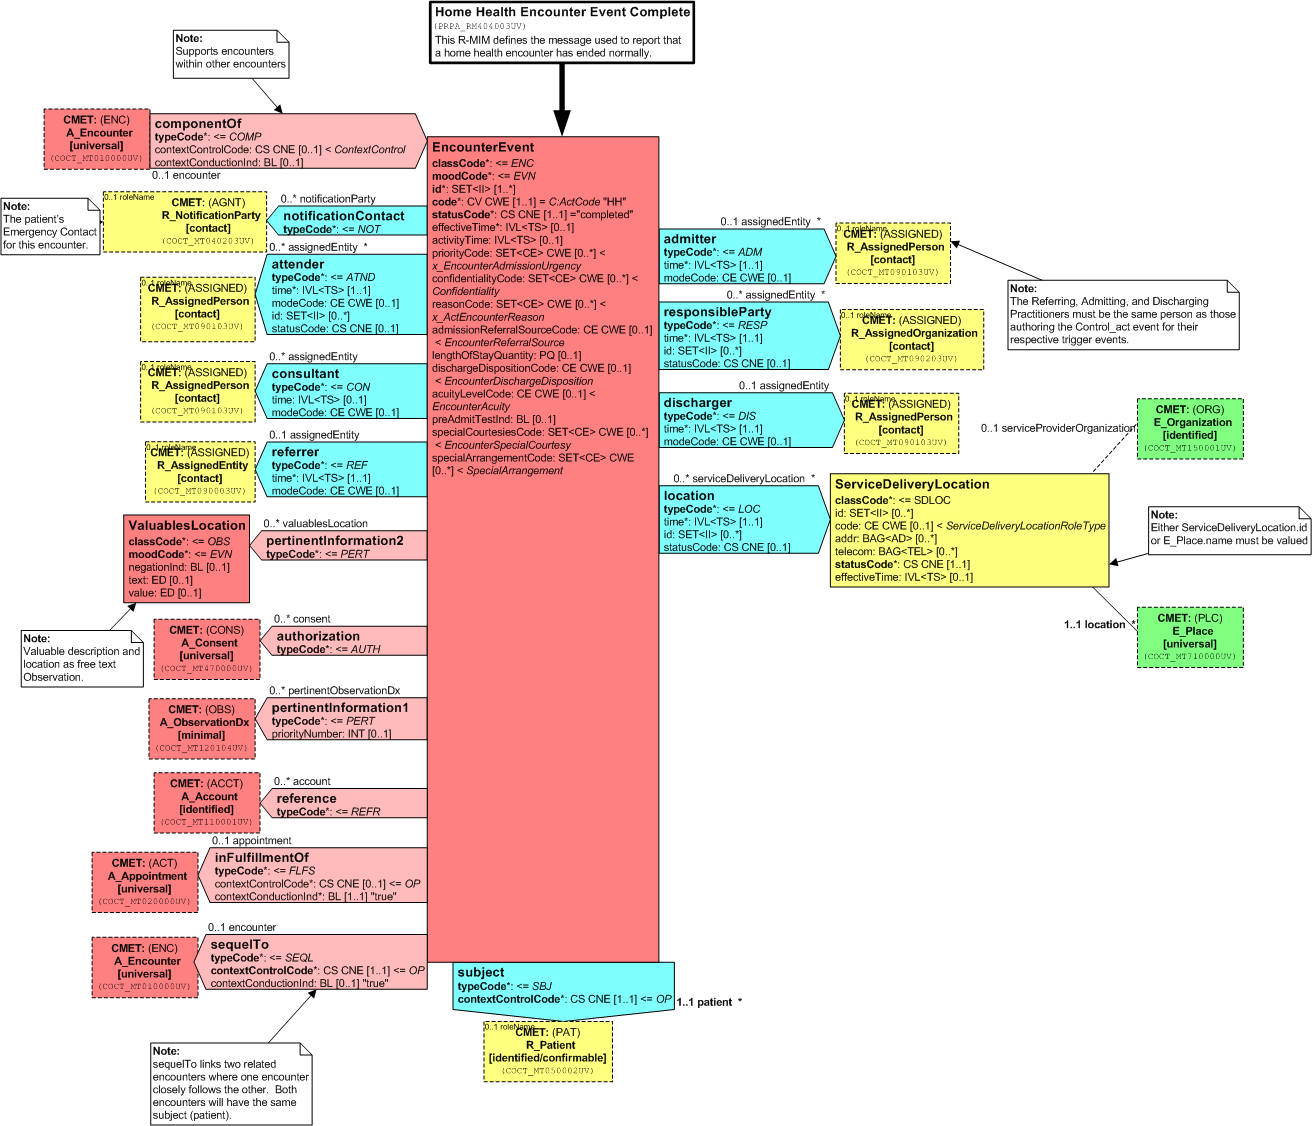 Home Health Encounter Event Complete
(PRPA_RM404003UV)
This R-MIM defines the message used to report that
a home health encounter has ended normally.
Note:
Supports encounters
within other encounters
CMET: (ENC)
A_Encounter
[universal]
(COCT_MT010000UV)
componentOf
typeCode*: <= COMP
contextControlCode: CS CNE [0..1] < ContextControl
contextConductionInd: BL [0..1]
0..1 encounter
EncounterEvent
classCode*: <= ENC
moodCode*: <= EVN
id*: SET<II> [1..*]
code*: CV CWE [1..1] = C:ActCode "HH"
statusCode*: CS CNE [1..1] ="completed"
effectiveTime*: IVL<TS> [0..1]
activityTime: IVL<TS> [0..1]
priorityCode: SET<CE> CWE [0..*] <
x_EncounterAdmissionUrgency
confidentialityCode: SET<CE> CWE [0..*] <
Confidentiality
reasonCode: SET<CE> CWE [0..*] <
x_ActEncounterReason
admissionReferralSourceCode: CE CWE [0..1]
< EncounterReferralSource
lengthOfStayQuantity: PQ [0..1]
dischargeDispositionCode: CE CWE [0..1]
< EncounterDischargeDisposition
acuityLevelCode: CE CWE [0..1] <
EncounterAcuity
preAdmitTestInd: BL [0..1]
specialCourtesiesCode: SET<CE> CWE [0..*]
< EncounterSpecialCourtesy
specialArrangementCode: SET<CE> CWE
[0..*] < SpecialArrangement
Note:
The patient's
Emergency Contact
for this encounter.
0..1 roleName
CMET: (AGNT)
R_NotificationParty
[contact]
(COCT_MT040203UV)
0..* notificationParty
notificationContact
typeCode*: <= NOT
0..* assignedEntity *
attender
typeCode*: <= ATND
time*: IVL<TS> [1..1]
modeCode: CE CWE [0..1]
id: SET<II> [0..*]
statusCode: CS CNE [0..1]
0..1 roleName
CMET: (ASSIGNED)
R_AssignedPerson
[contact]
(COCT_MT090103UV)
0..* assignedEntity
consultant
typeCode*: <= CON
time: IVL<TS> [0..1]
modeCode: CE CWE [0..1]
0..1 roleName
CMET: (ASSIGNED)
R_AssignedPerson
[contact]
(COCT_MT090103UV)
0..1 assignedEntity
referrer
typeCode*: <= REF
time*: IVL<TS> [1..1]
modeCode: CE CWE [0..1]
0..1 roleName
CMET: (ASSIGNED)
R_AssignedEntity
[contact]
(COCT_MT090003UV)
ValuablesLocation
classCode*: <= OBS
moodCode*: <= EVN
negationInd: BL [0..1]
text: ED [0..1]
value: ED [0..1]
0..* valuablesLocation
pertinentInformation2
typeCode*: <= PERT
Note:
Valuable description and
location as free text
Observation.
0..* consent
authorization
typeCode*: <= AUTH
CMET: (CONS)
A_Consent
[universal]
(COCT_MT470000UV)
0..* pertinentObservationDx
pertinentInformation1
typeCode*: <= PERT
priorityNumber: INT [0..1]
CMET: (OBS)
A_ObservationDx
[minimal]
(COCT_MT120104UV)
0..* account
reference
typeCode*: <= REFR
CMET: (ACCT)
A_Account
[identified]
(COCT_MT110001UV)
0..1 appointment
inFulfillmentOf
typeCode*: <= FLFS
contextControlCode*: CS CNE [0..1] <= OP
contextConductionInd*: BL [1..1] "true"
CMET: (ACT)
A_Appointment
[universal]
(COCT_MT020000UV)
0..1 encounter
sequelTo
typeCode*: <= SEQL
contextControlCode*: CS CNE [1..1] <= OP
contextConductionInd: BL [0..1] "true"
CMET: (ENC)
A_Encounter
[universal]
(COCT_MT010000UV)
Note:
sequelTo links two related
encounters where one encounter
closely follows the other. Both
encounters will have the same
subject (patient).
subject
typeCode*: <= SBJ
contextControlCode*: CS CNE [1..1] <= OP
1..1 patient *
0..1 roleName
CMET: (PAT)
R_Patient
[identified/confirmable]
(COCT_MT050002UV)
0..1 assignedEntity *
admitter
typeCode*: <= ADM
time*: IVL<TS> [1..1]
modeCode: CE CWE [0..1]
0..1 roleName
CMET: (ASSIGNED)
R_AssignedPerson
[contact]
(COCT_MT090103UV)
Note:
The Referring, Admitting, and Discharging
Practitioners must be the same person as those
authoring the Control_act event for their
respective trigger events.
0..* assignedEntity *
responsibleParty
typeCode*: <= RESP
time*: IVL<TS> [1..1]
id: SET<II> [0..*]
statusCode: CS CNE [0..1]
0..1 roleName
CMET: (ASSIGNED)
R_AssignedOrganization
[contact]
(COCT_MT090203UV)
0..1 assignedEntity
discharger
typeCode*: <= DIS
time*: IVL<TS> [1..1]
modeCode: CE CWE [0..1]
0..1 roleName
CMET: (ASSIGNED)
R_AssignedPerson
[contact]
(COCT_MT090103UV)
0..* serviceDeliveryLocation *
location
typeCode*: <= LOC
time*: IVL<TS> [1..1]
id: SET<II> [0..*]
statusCode: CS CNE [0..1]
ServiceDeliveryLocation
classCode*: <= SDLOC
id: SET<II> [0..*]
code: CE CWE [0..1] < ServiceDeliveryLocationRoleType
addr: BAG<AD> [0..*]
telecom: BAG<TEL> [0..*]
statusCode*: CS CNE [1..1]
effectiveTime: IVL<TS> [0..1]
0..1 serviceProviderOrganization
CMET: (ORG)
E_Organization
[identified]
(COCT_MT150001UV)
Note:
Either ServiceDeliveryLocation.id
or E_Place.name must be valued
1..1 location *
CMET: (PLC)
E_Place
[universal]
(COCT_MT710000UV)